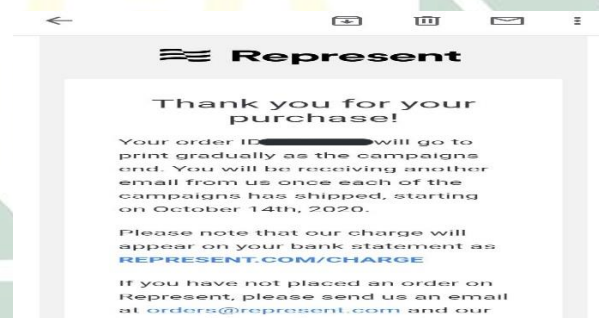 Represent
Thank you for your
purchase!
Your order ID will go to
print gradually as the campaigns
end. You will be receiving another
email from us once each of the
campaigns has shipped, starting
on October 14th, 2020.
Please note that our charge will
appear on your bank statement as
REPRESENT.COM/CHARGE
If you have not placed an order on
Represent, please send us an email
at orders@represent.com and our